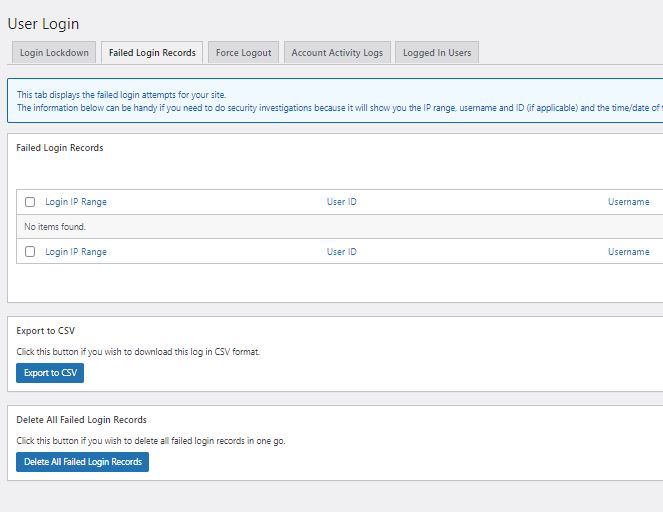 User Login
Login Lockdown Failed Login Records Force Logout Account Activity Logs Logged In Users
This tab displays the failed login attempts for your site.
The information below can be handy if you need to do security investigations because it will show you the IP range, username and ID (if applicable) and the time/date of
Failed Login Records
Login IP Range User ID Username
No items found.
Login IP Range User ID Username
Export to CSV
Click this button if you wish to download this log in CSV format.
Export to CSV
Delete All Failed Login Records
Click this button if you wish to delete all failed login records in one go.
Delete All Failed Login Records